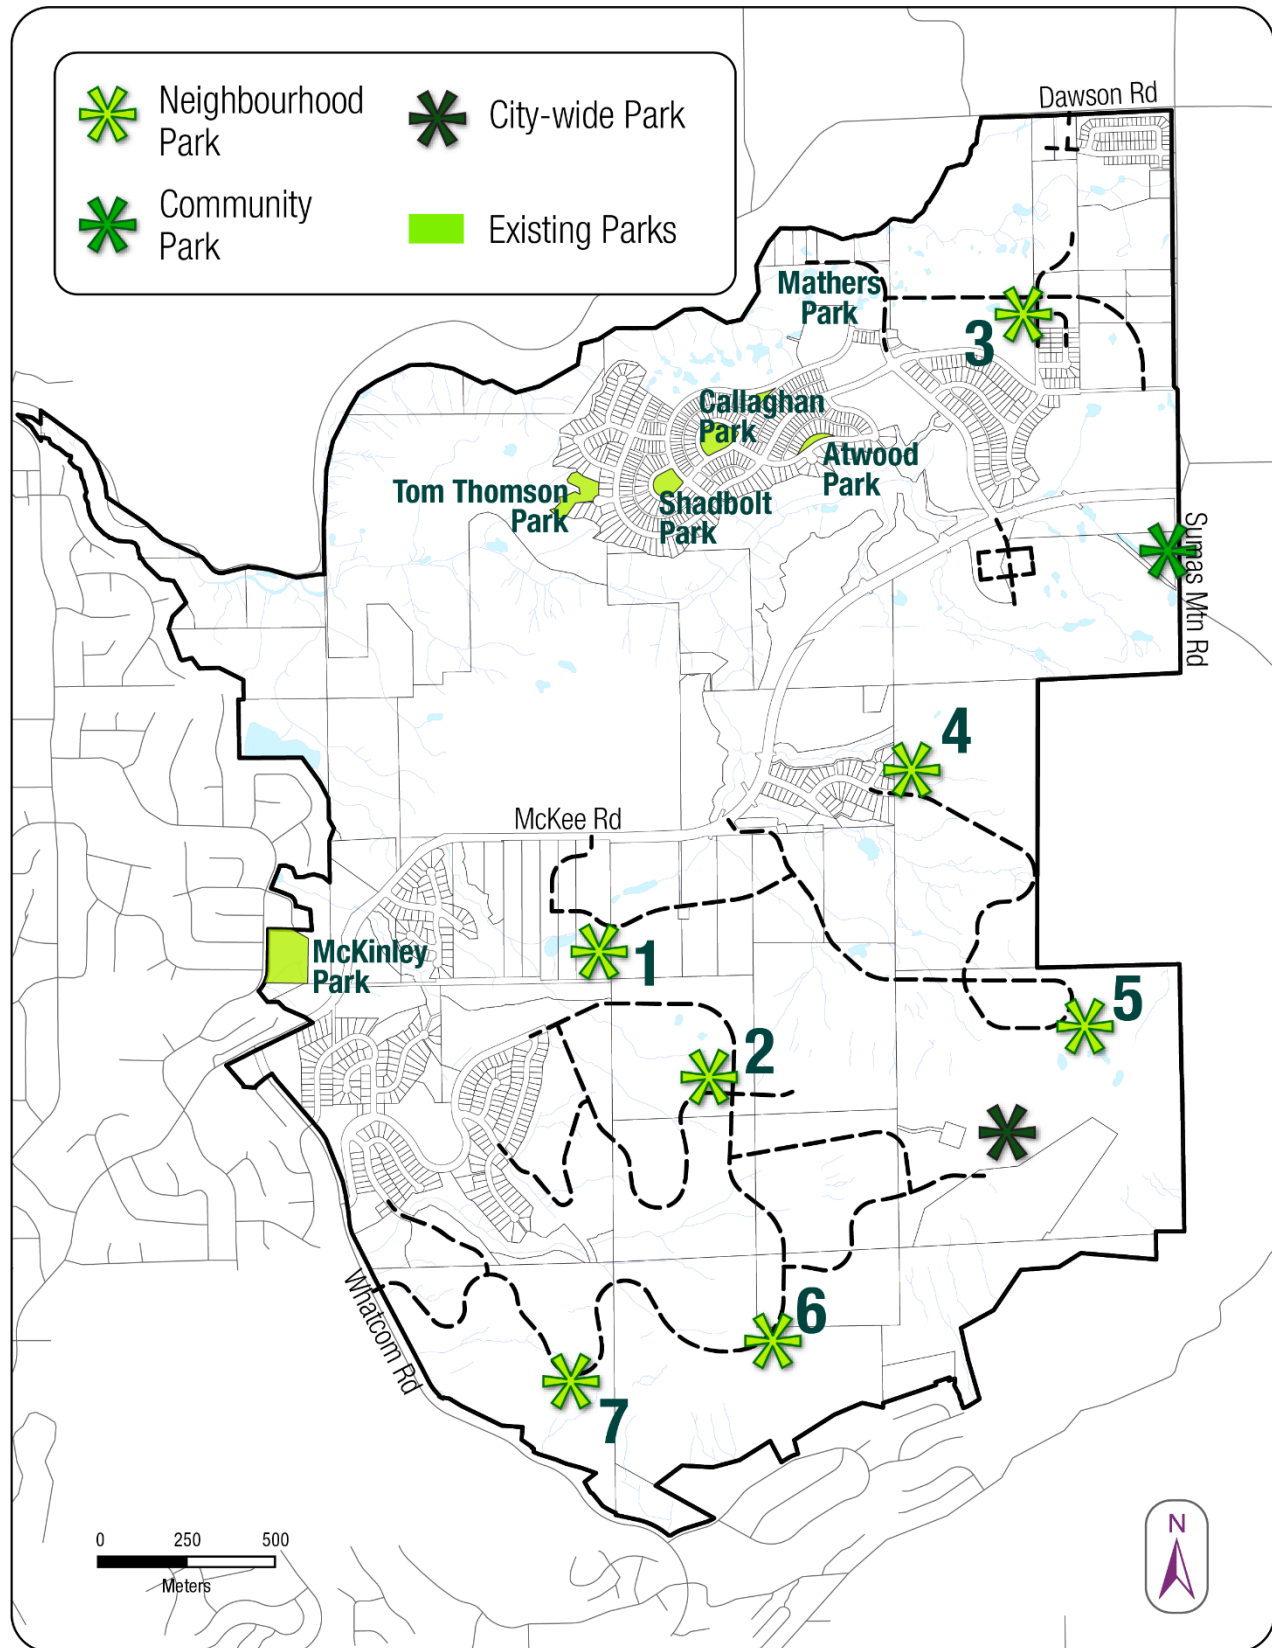 Neighbourhood
Park
City-wide Park
Community
Park
Existing Parks
Dawson Rd
Mathers
Park
3
Callaghan
Park
Atwood
Park
Tom Thomson
Park
Shadbolt
Park
Sumas Mtn Rd
4
McKee Rd
McKinley
Park
1
5
2
6
Whatcom Rd
7
0 250 500
Meters
N